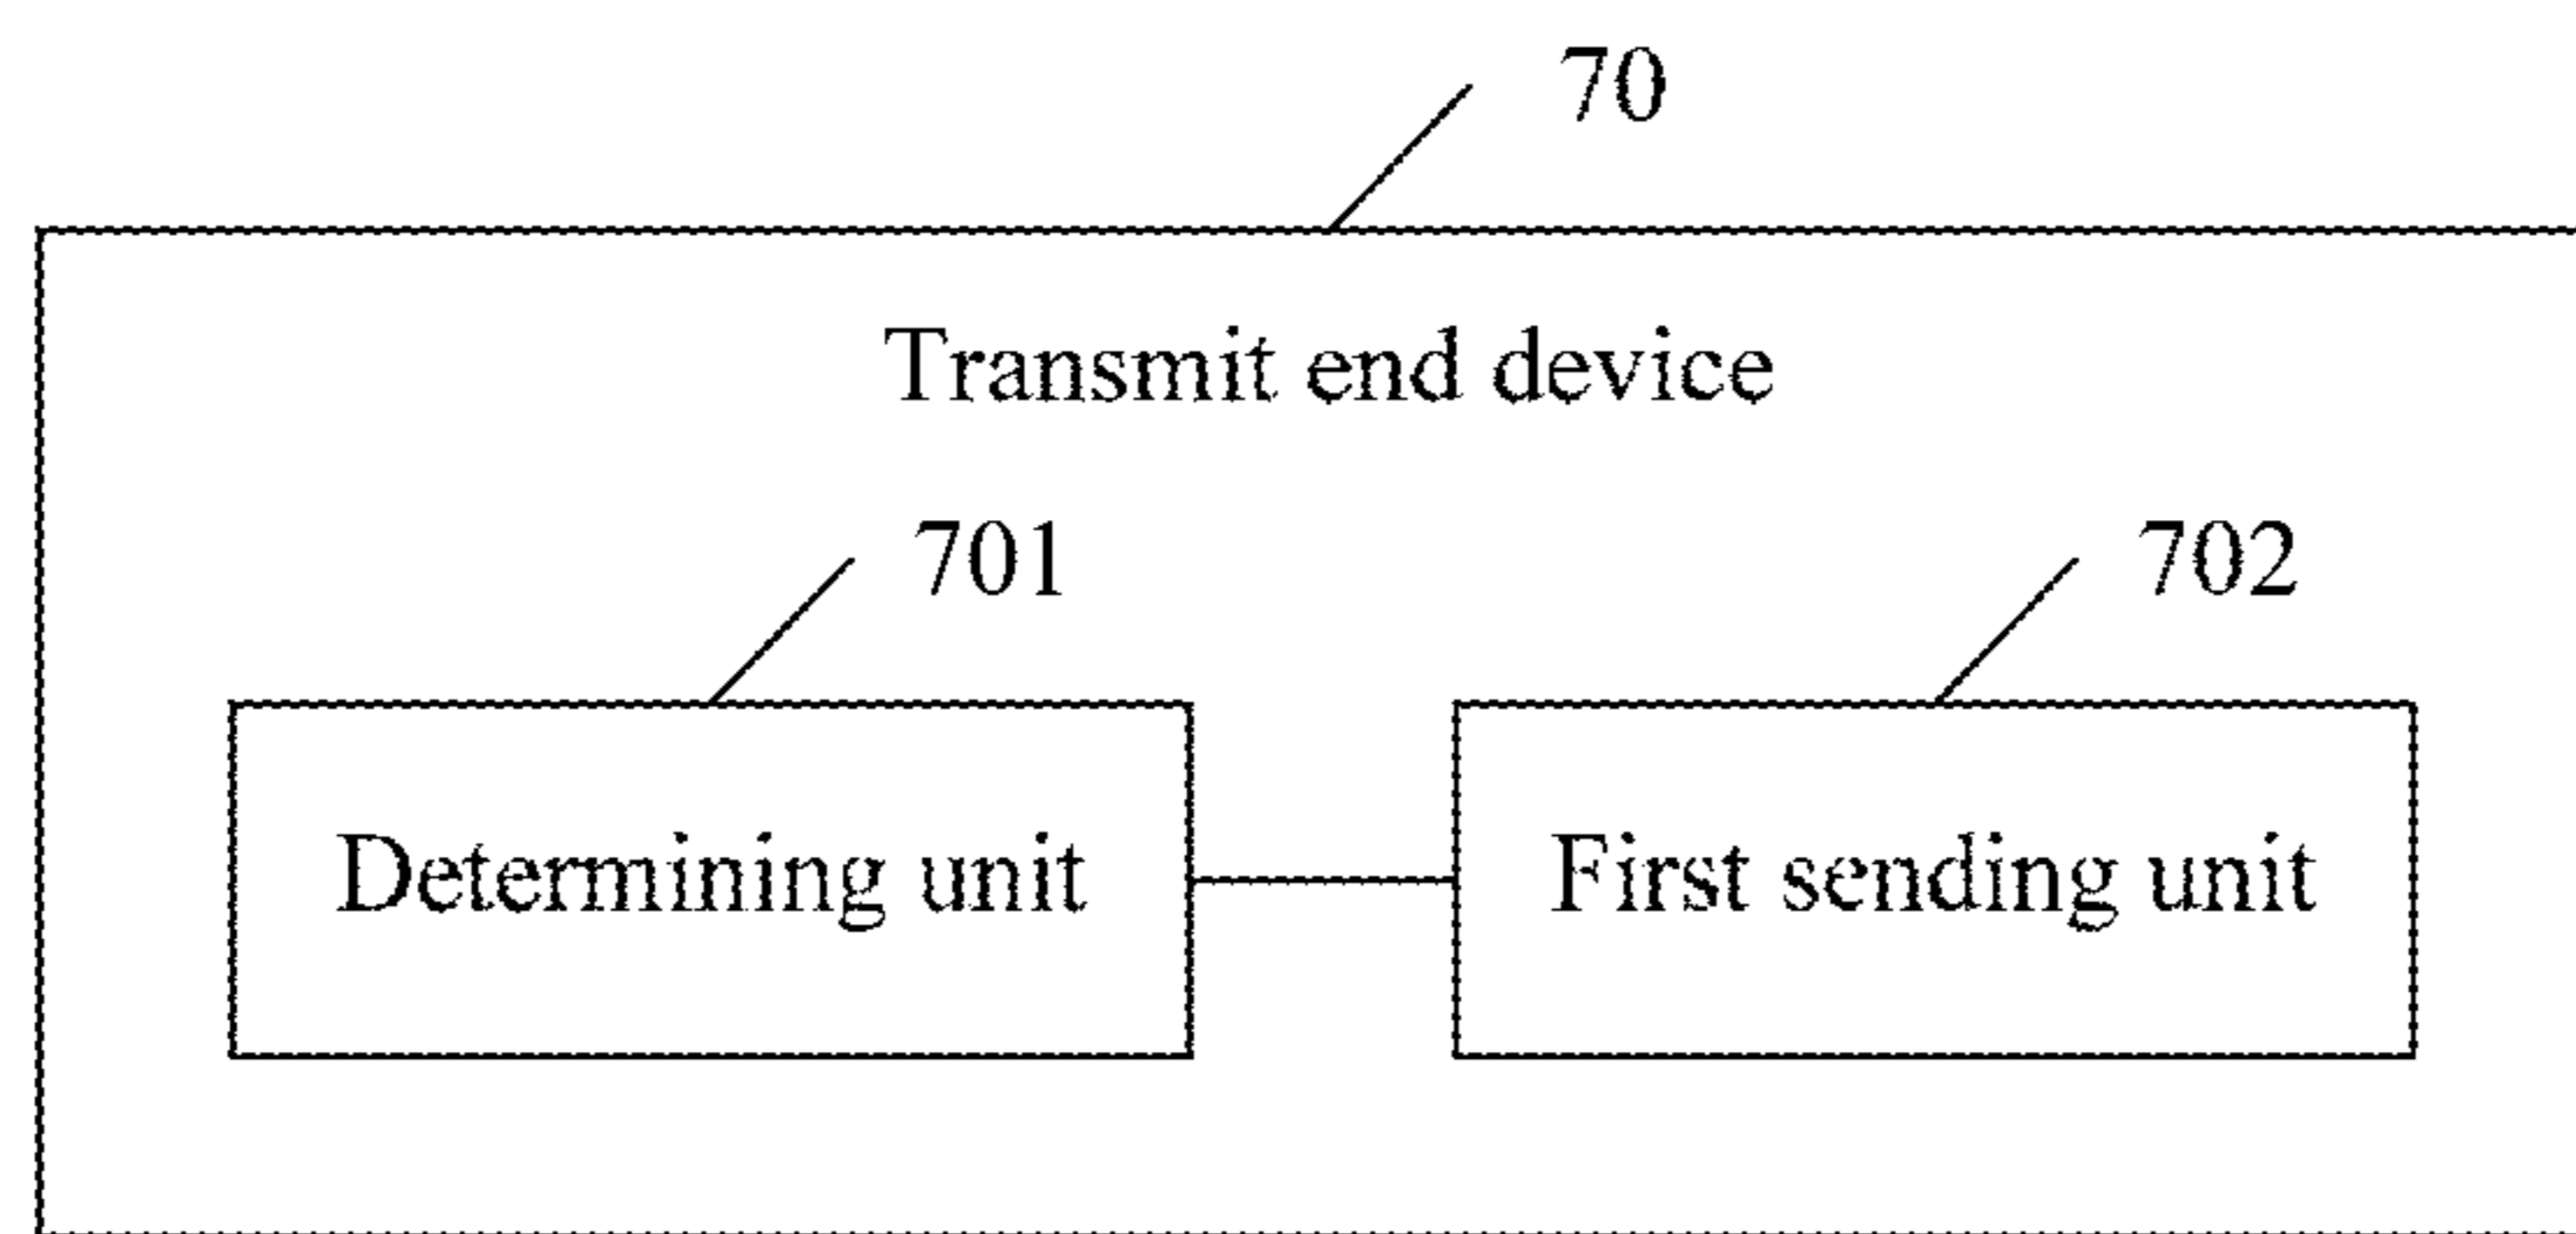 70
Transmit end device
701
702
Determining unit
First sending unit